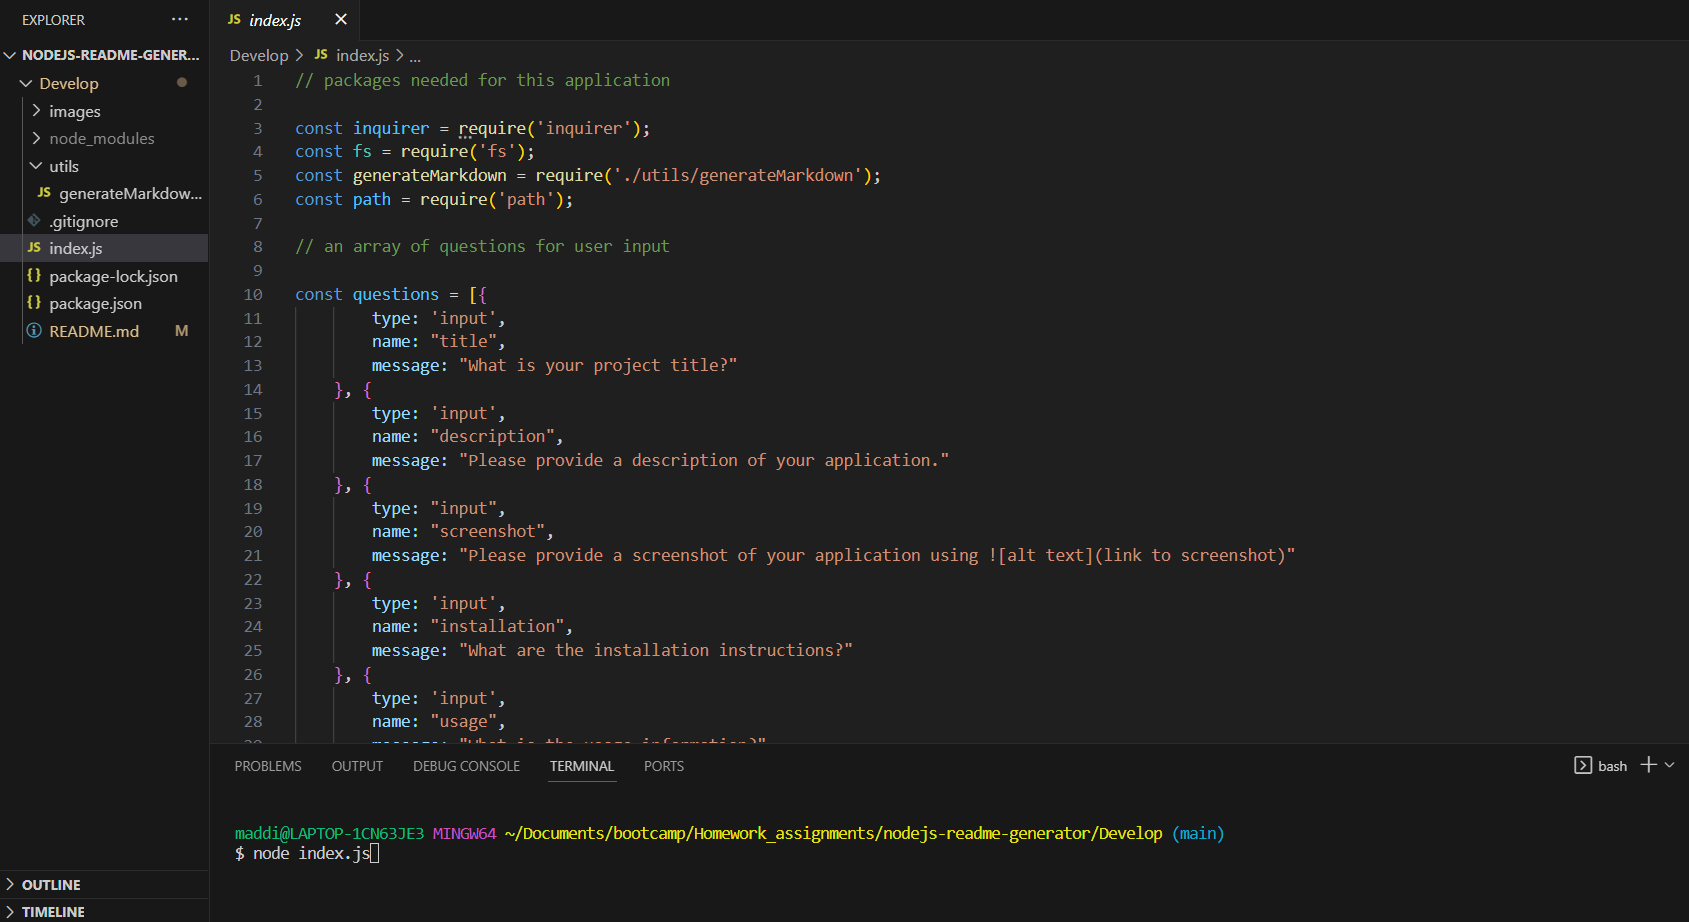 EXPLORER ...
NODEJS-README-GENER...
Develop
images
node_modules
utils
JS generateMarkdow...
.gitignore
JS index.js
{} package-lock.json
{} package.json
README.md M
OUTLINE
TIMELINE
JS index.js
Develop > JS index.js > ...
1 // packages needed for this application
2
3 const inquirer = require('inquirer');
4 const fs = require('fs');
5 const generateMarkdown = require('./utils/generateMarkdown');
6 const path = require('path');
7
8 // an array of questions for user input
9
10 const questions = [{
11 type: 'input',
12 name: "title",
13 message: "What is your project title?"
14 }, {
15 type: 'input',
16 name: "description",
17 message: "Please provide a description of your application."
18 }, {
19 type: "input",
20 name: "screenshot",
21 message: "Please provide a screenshot of your application using ![alt text](link to screenshot)"
22 }, {
23 type: 'input',
24 name: "installation",
25 message: "What are the installation instructions?"
26 }, {
27 type: 'input',
28 name: "usage",
29 message: "What is the usage information?"
PROBLEMS OUTPUT DEBUG CONSOLE TERMINAL PORTS
bash
maddi@LAPTOP-1CN63JE3 MINGW64 ~/Documents/bootcamp/Homework_assignments/nodejs-readme-generator/Develop (main)
$ node index.js